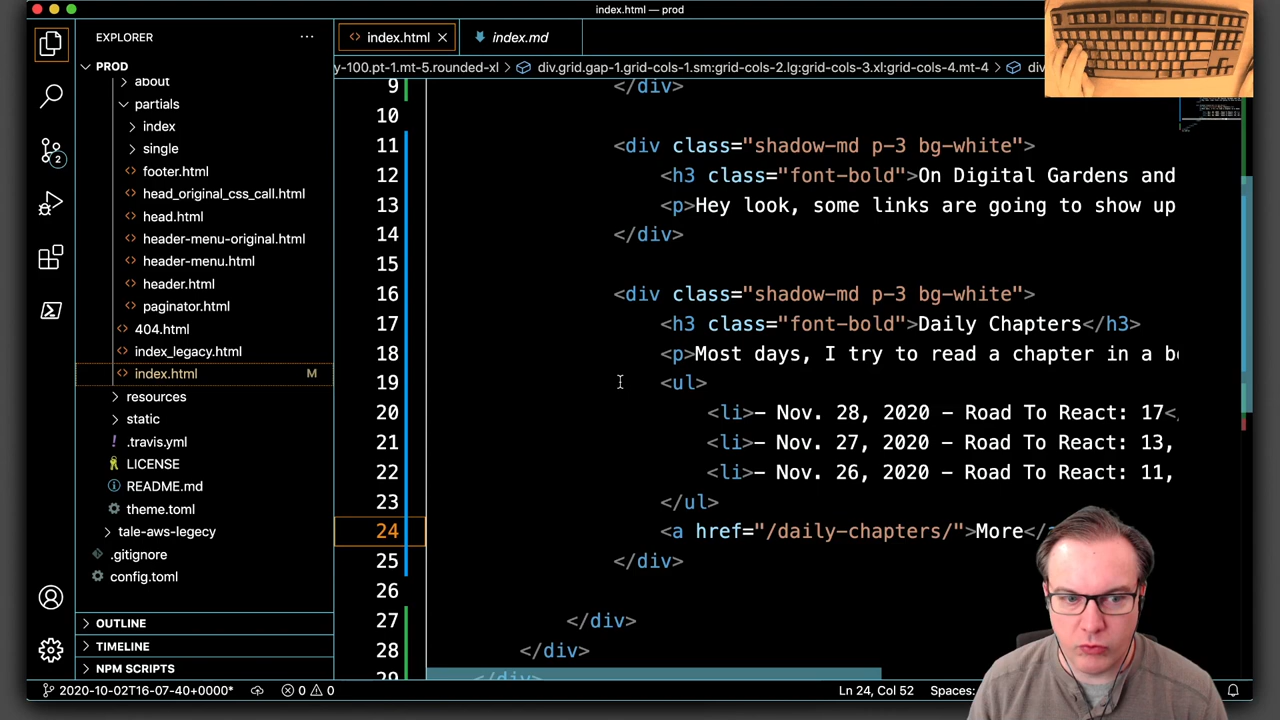 index.html — prod
EXPLORER
PROD
about
partials
index
single
footer.html
head_original_css_call.html
head.html
header-menu-original.html
header-menu.html
header.html
paginator.html
404.html
index_legacy.html
index.html M
resources
static
.travis.yml
LICENSE
README.md
theme.toml
tale-aws-legacy
.gitignore
config.toml
OUTLINE
TIMELINE
NPM SCRIPTS
2
index.html
index.md
y-100.pt-1.mt-5.rounded-xl > div.grid.gap-1.grid-cols-1.sm:grid-cols-2.lg:grid-cols-3.xl:grid-cols-4.mt-4 >
9 </div>
10
11 <div class="shadow-md p-3 bg-white">
12 <h3 class="font-bold">On Digital Gardens and
13 <p>Hey look, some links are going to show up
14 </div>
15
16 <div class="shadow-md p-3 bg-white">
17 <h3 class="font-bold">Daily Chapters</h3>
18 <p>Most days, I try to read a chapter in a
19 <ul>
20 <li>– Nov. 28, 2020 – Road To React: 17<
21 <li>– Nov. 27, 2020 – Road To React: 13,
22 <li>– Nov. 26, 2020 – Road To React: 11,
23 </ul>
24 <a href="/daily-chapters/">More</
25 </div>
26
27 </div>
28 </div>
29 </div>
2020-10-02T16-07-40+0000* 0 0
Ln 24, Col 52 Spaces: